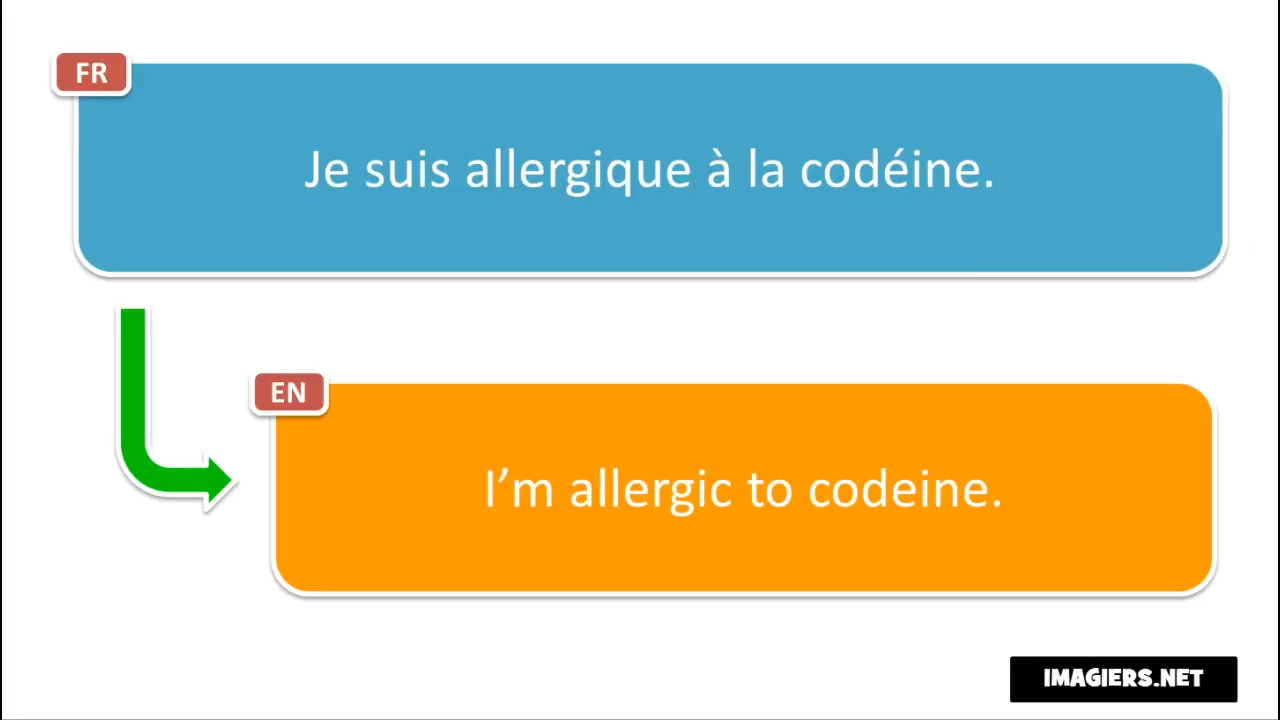 FR
Je suis allergique à la codéine.
EN
I’m allergic to codeine.
IMAGIERS.NET